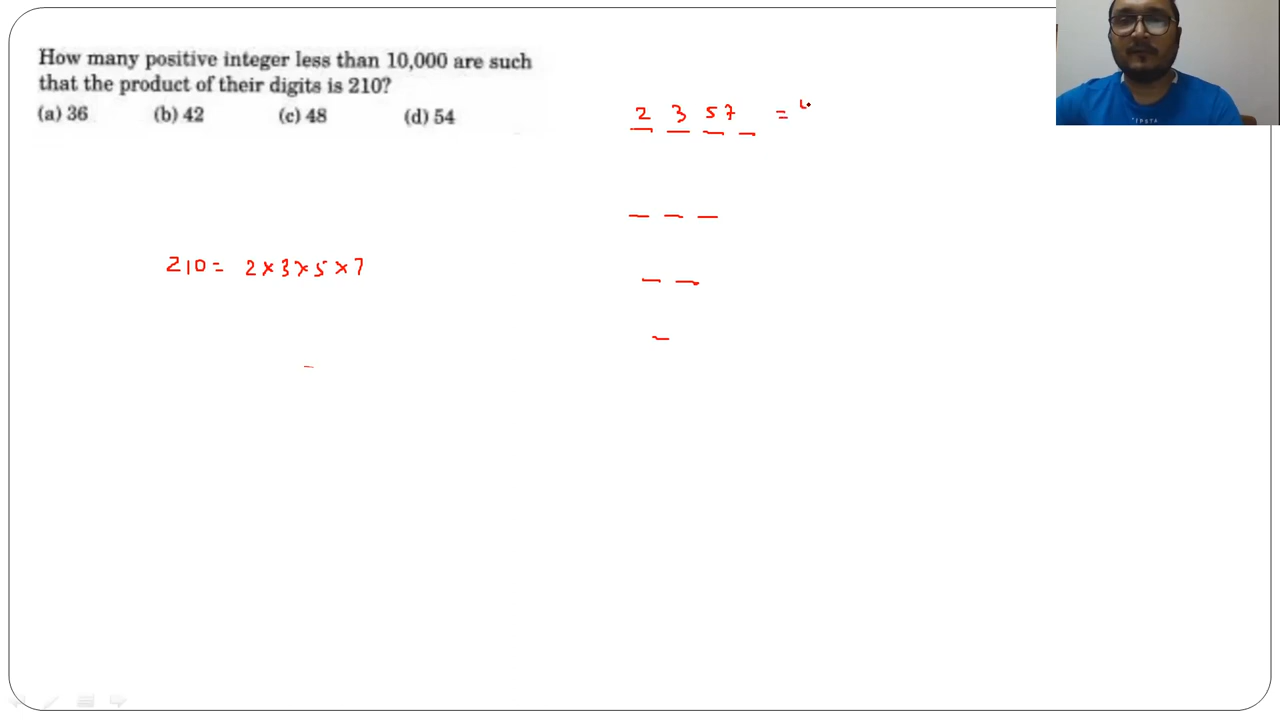 How many positive integer less than 10,000 are such
that the product of their digits is 210?
(a) 36 (b) 42 (c) 48 (d) 54
2 3 5 7 =
210 = 2 × 3 × 5 × 7